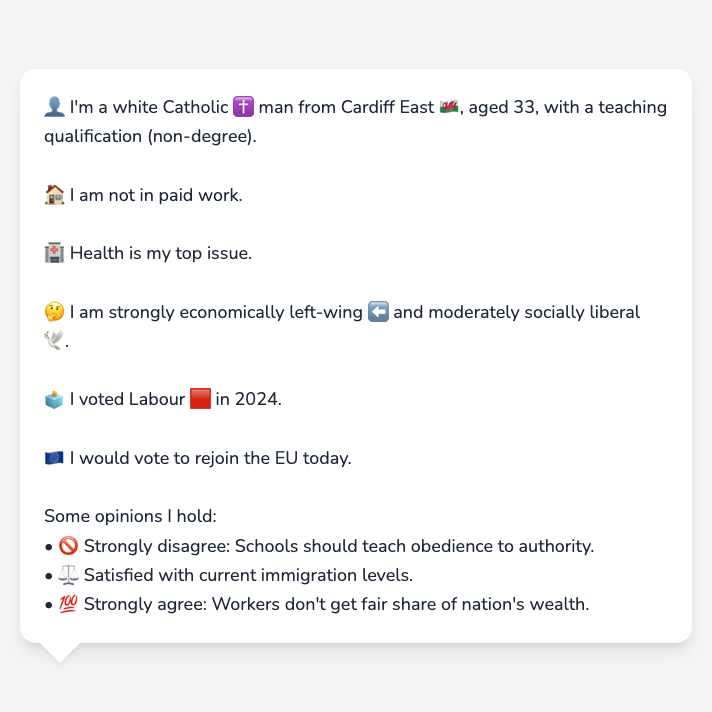 👤 I'm a white Catholic ✝️ man from Cardiff East 🏴󠁧󠁢󠁷󠁬󠁳󠁿, aged 33, with a teaching
qualification (non-degree).
🏠 I am not in paid work.
🏥 Health is my top issue.
🤔 I am strongly economically left-wing ⬅️ and moderately socially liberal
🕊️.
🗳️ I voted Labour 🟥 in 2024.
🇪🇺 I would vote to rejoin the EU today.
Some opinions I hold:
• 🚫 Strongly disagree: Schools should teach obedience to authority.
• ⚖️ Satisfied with current immigration levels.
• 💯 Strongly agree: Workers don't get fair share of nation's wealth.